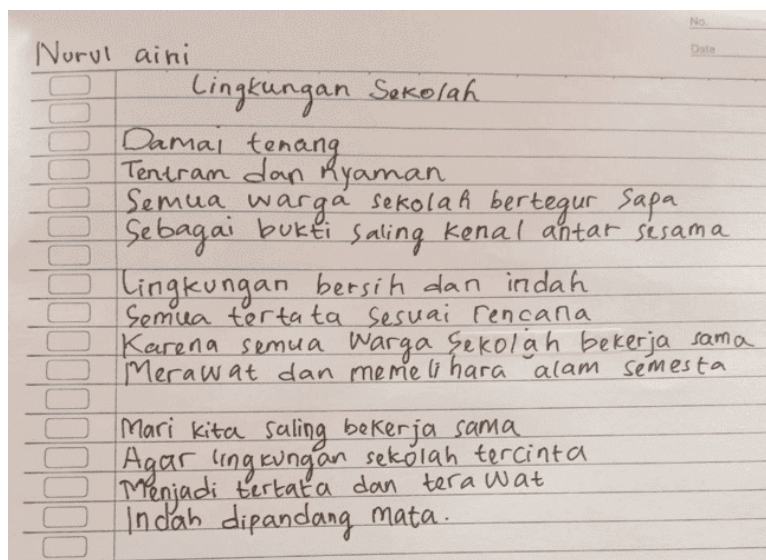 No.
Date
Nurul aini
Lingkungan Sekolah
Damai tenang
Tentram dan nyaman
Semua warga sekolah bertegur sapa
Sebagai bukti saling kenal antar sesama
Lingkungan bersih dan indah
Semua tertata sesuai rencana
Karena semua warga sekolah bekerja sama
Merawat dan memelihara alam semesta
Mari kita saling bekerja sama
Agar lingkungan sekolah tercinta
Menjadi tertata dan terawat
Indah dipandang mata.